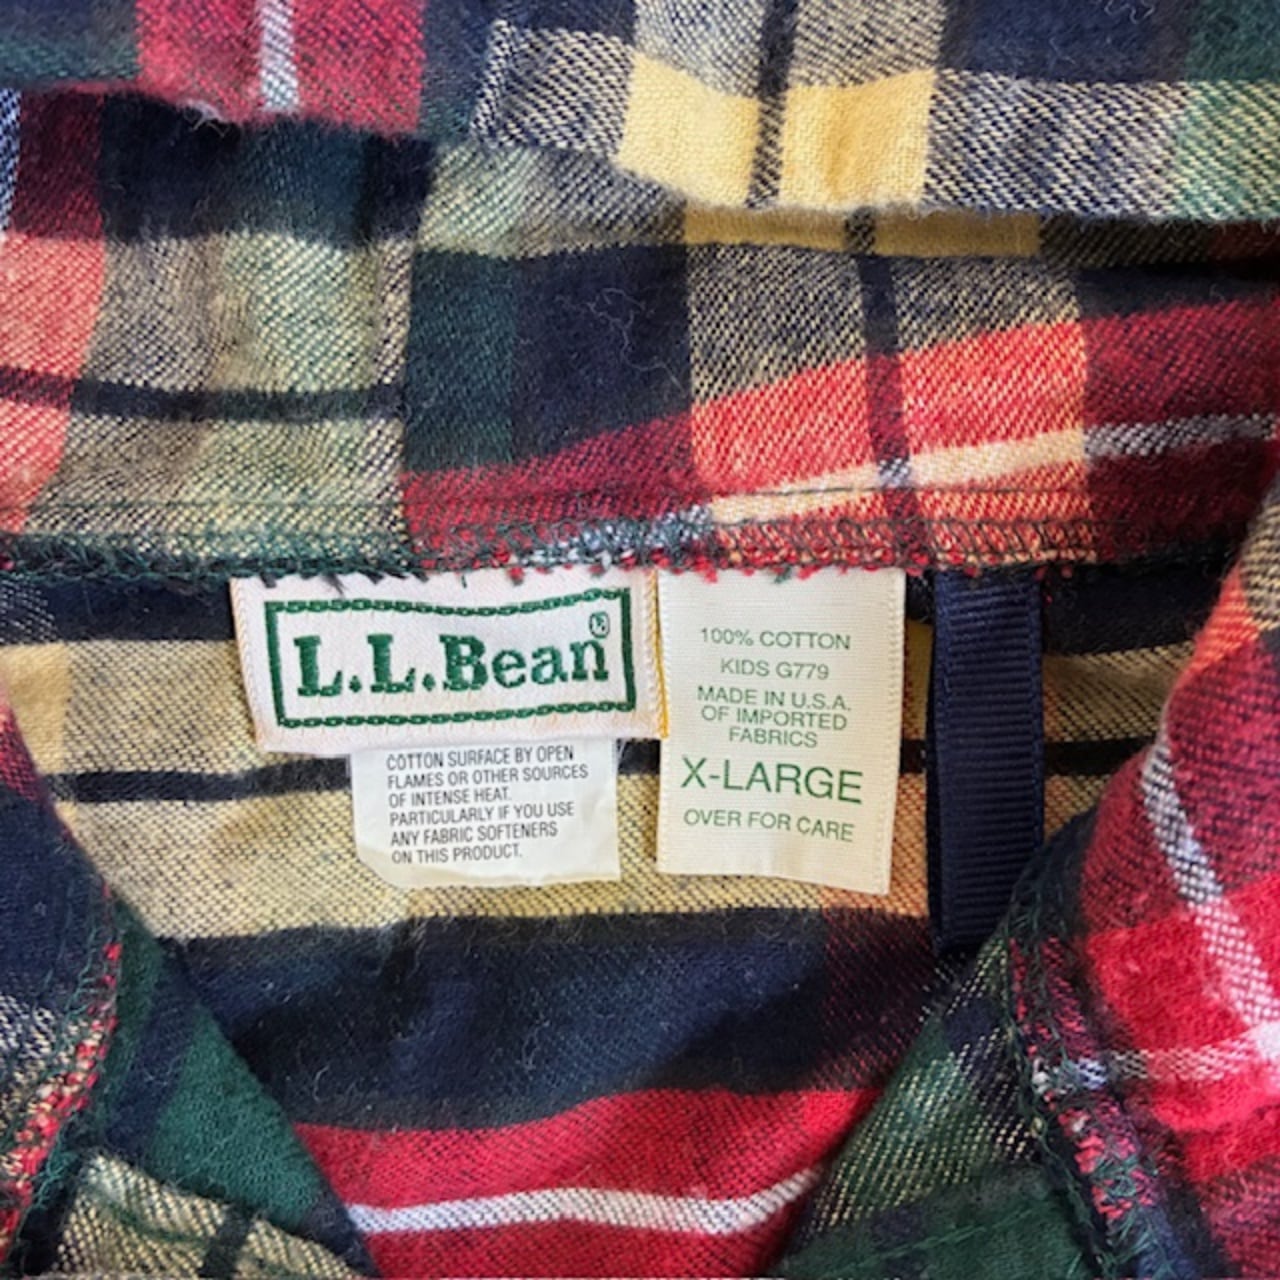 L.L.Bean®
COTTON SURFACE BY OPEN
FLAMES OR OTHER SOURCES
OF INTENSE HEAT.
PARTICULARLY IF YOU USE
ANY FABRIC SOFTENERS
ON THIS PRODUCT.
100% COTTON
KIDS G779
MADE IN U.S.A.
OF IMPORTED
FABRICS
X-LARGE
OVER FOR CARE